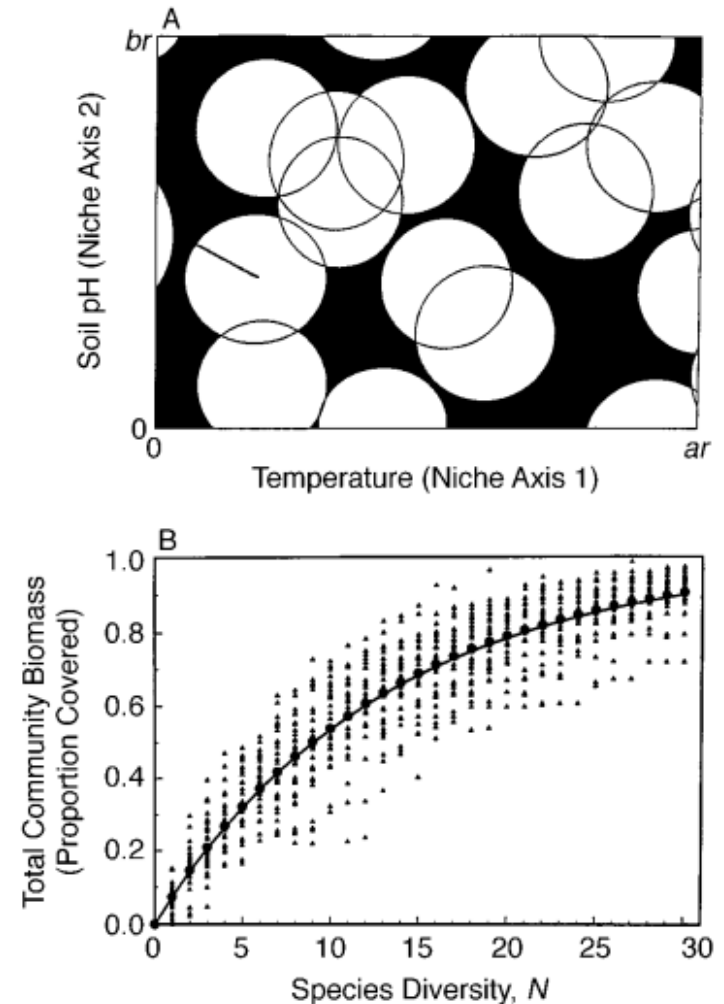 A
br
Soil pH (Niche Axis 2)
0
0
ar
Temperature (Niche Axis 1)
B
1.0
0.8
0.6
0.4
0.2
0.0
Total Community Biomass
(Proportion Covered)
0 5 10 15 20 25 30
Species Diversity, N